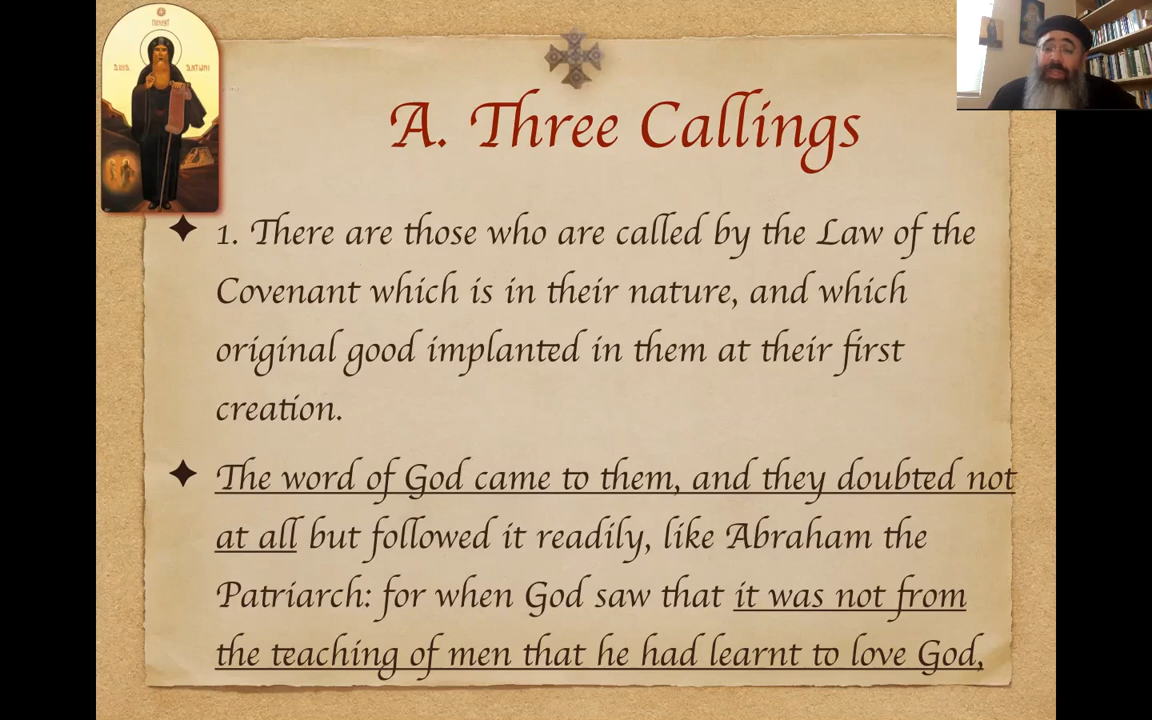 A. Three Callings
1. There are those who are called by the Law of the
Covenant which is in their nature, and which
original good implanted in them at their first
creation.
The word of God came to them, and they doubted not
at all but followed it readily, like Abraham the
Patriarch: for when God saw that it was not from
the teaching of men that he had learnt to love God,